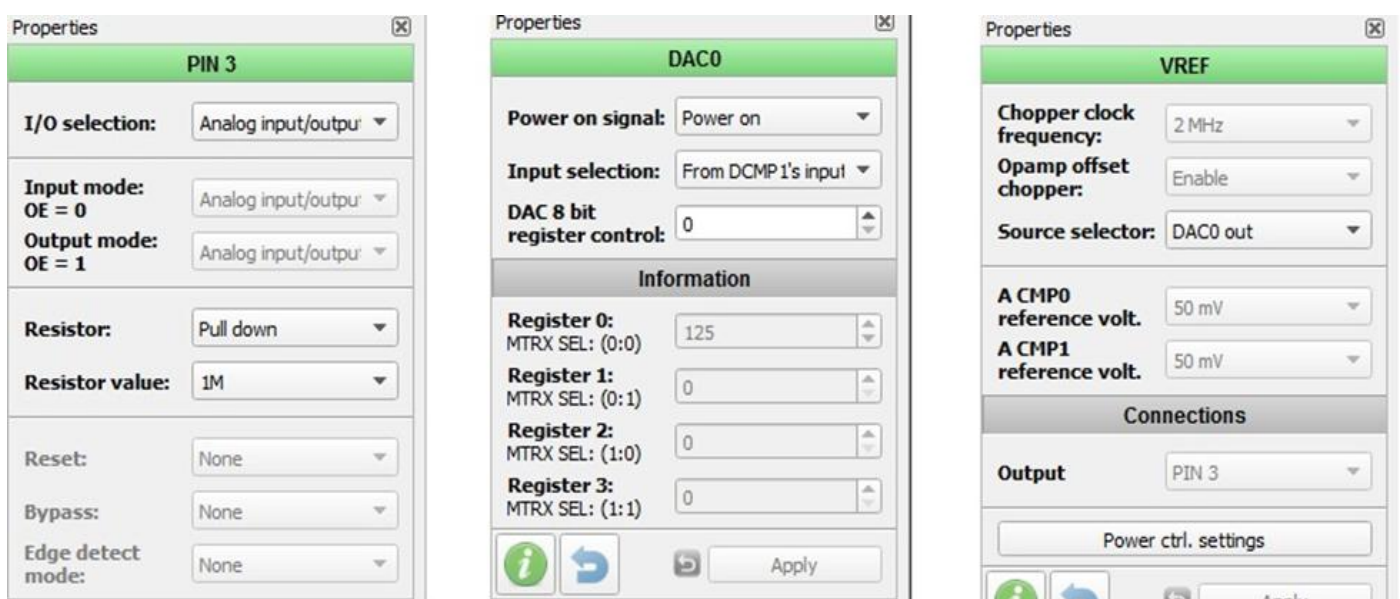 Properties
PIN 3
I/O selection: Analog input/output
Input mode:
OE = 0 Analog input/output
Output mode:
OE = 1 Analog input/output
Resistor: Pull down
Resistor value: 1M
Reset: None
Bypass: None
Edge detect
mode: None
Properties
DAC0
Power on signal: Power on
Input selection: From DCMP1's input
DAC 8 bit
register control: 0
Information
Register 0:
MTRX SEL: (0:0) 125
Register 1:
MTRX SEL: (0:1) 0
Register 2:
MTRX SEL: (1:0) 0
Register 3:
MTRX SEL: (1:1) 0
Apply
Properties
VREF
Chopper clock
frequency: 2 MHz
Opamp offset
chopper: Enable
Source selector: DAC0 out
A CMP0
reference volt. 50 mV
A CMP1
reference volt. 50 mV
Connections
Output PIN 3
Power ctrl. settings